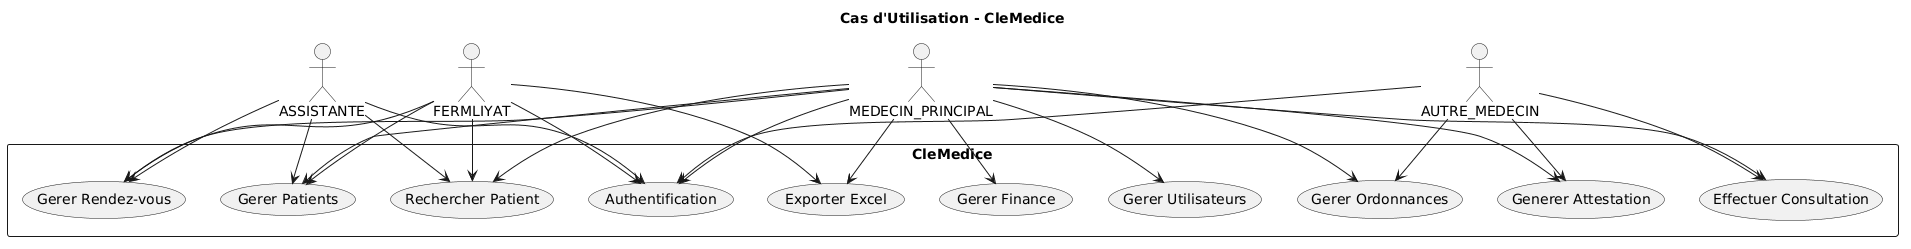 Cas d'Utilisation - CleMedice
ASSISTANTE
FERMLIYAT
MEDECIN_PRINCIPAL
AUTRE_MEDECIN
CleMedice
Gerer Rendez-vous
Gerer Patients
Rechercher Patient
Authentification
Exporter Excel
Gerer Finance
Gerer Utilisateurs
Gerer Ordonnances
Generer Attestation
Effectuer Consultation